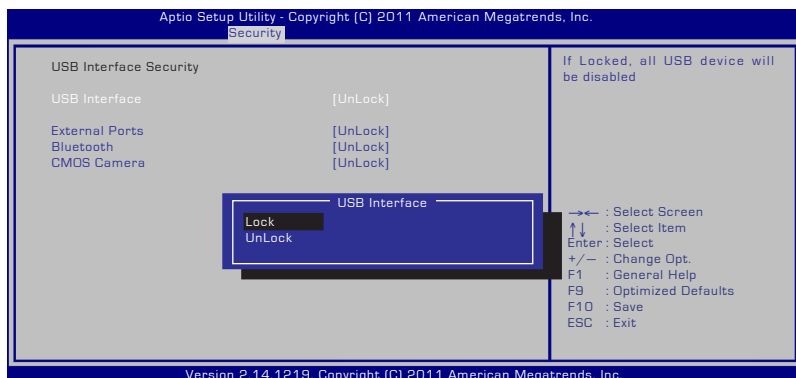 Aptio Setup Utility - Copyright (C) 2011 American Megatrends, Inc.
Security
USB Interface Security
USB Interface [UnLock]
External Ports [UnLock]
Bluetooth [UnLock]
CMOS Camera [UnLock]
USB Interface
Lock
UnLock
If Locked, all USB device will
be disabled
→← : Select Screen
↑↓ : Select Item
Enter : Select
+/— : Change Opt.
F1 : General Help
F9 : Optimized Defaults
F10 : Save
ESC : Exit
Version 2.14.1219. Copyright (C) 2011 American Megatrends, Inc.